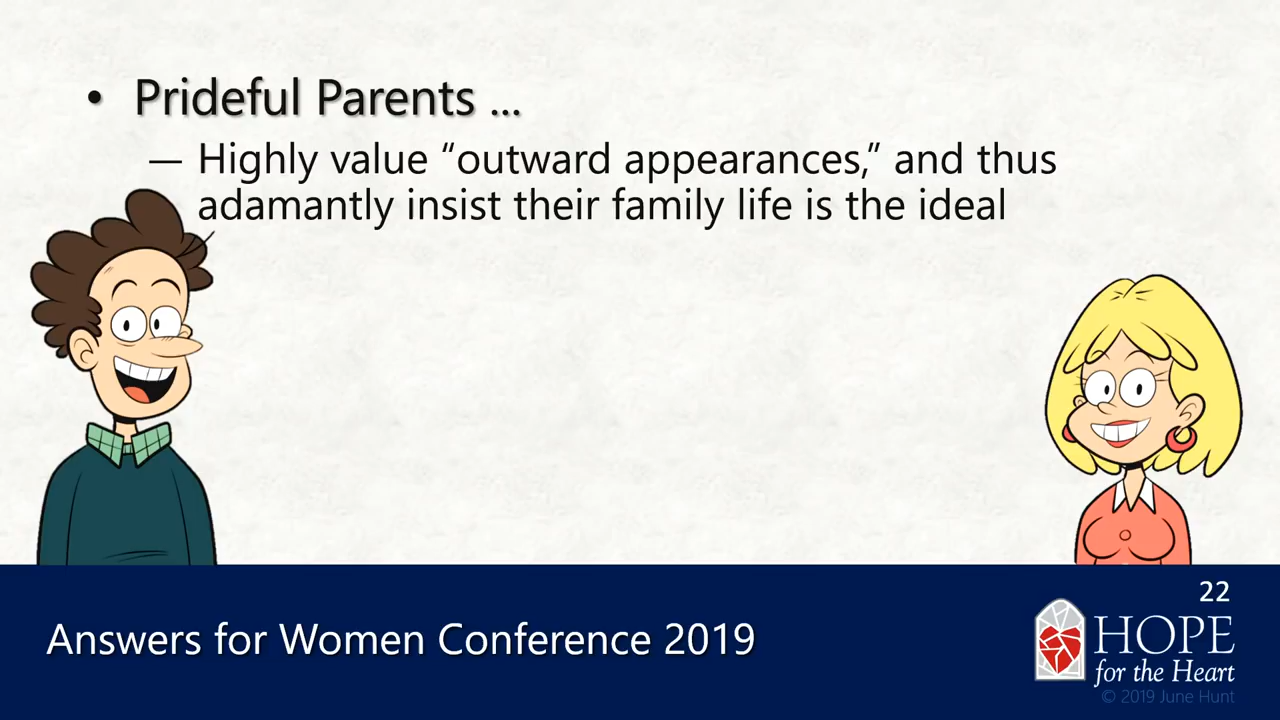 • Prideful Parents ...
— Highly value “outward appearances,” and thus
adamantly insist their family life is the ideal
22
Answers for Women Conference 2019
HOPE
for the Heart
© 2019 June Hunt